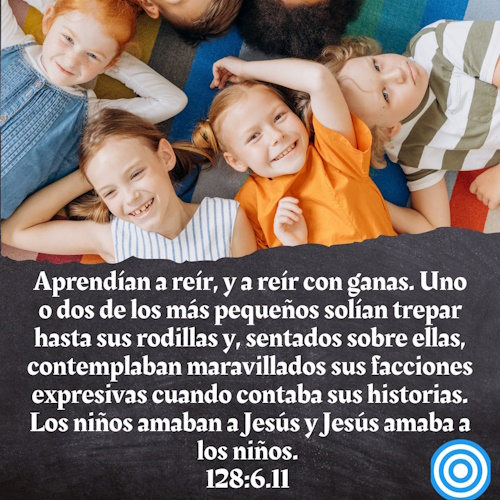 Aprendían a reír, y a reír con ganas. Uno
o dos de los más pequeños solían trepar
hasta sus rodillas y, sentados sobre ellas,
contemplaban maravillados sus facciones
expresivas cuando contaba sus historias.
Los niños amaban a Jesús y Jesús amaba a
los niños.
128:6.11